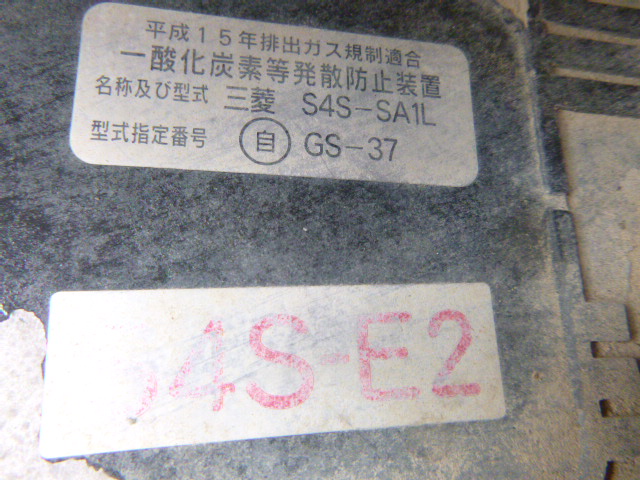 平成15年排出ガス規制適合
一酸化炭素等発散防止装置
名称及び型式 三菱 S4S-SA1L
型式指定番号 自 GS-37
4S-E2